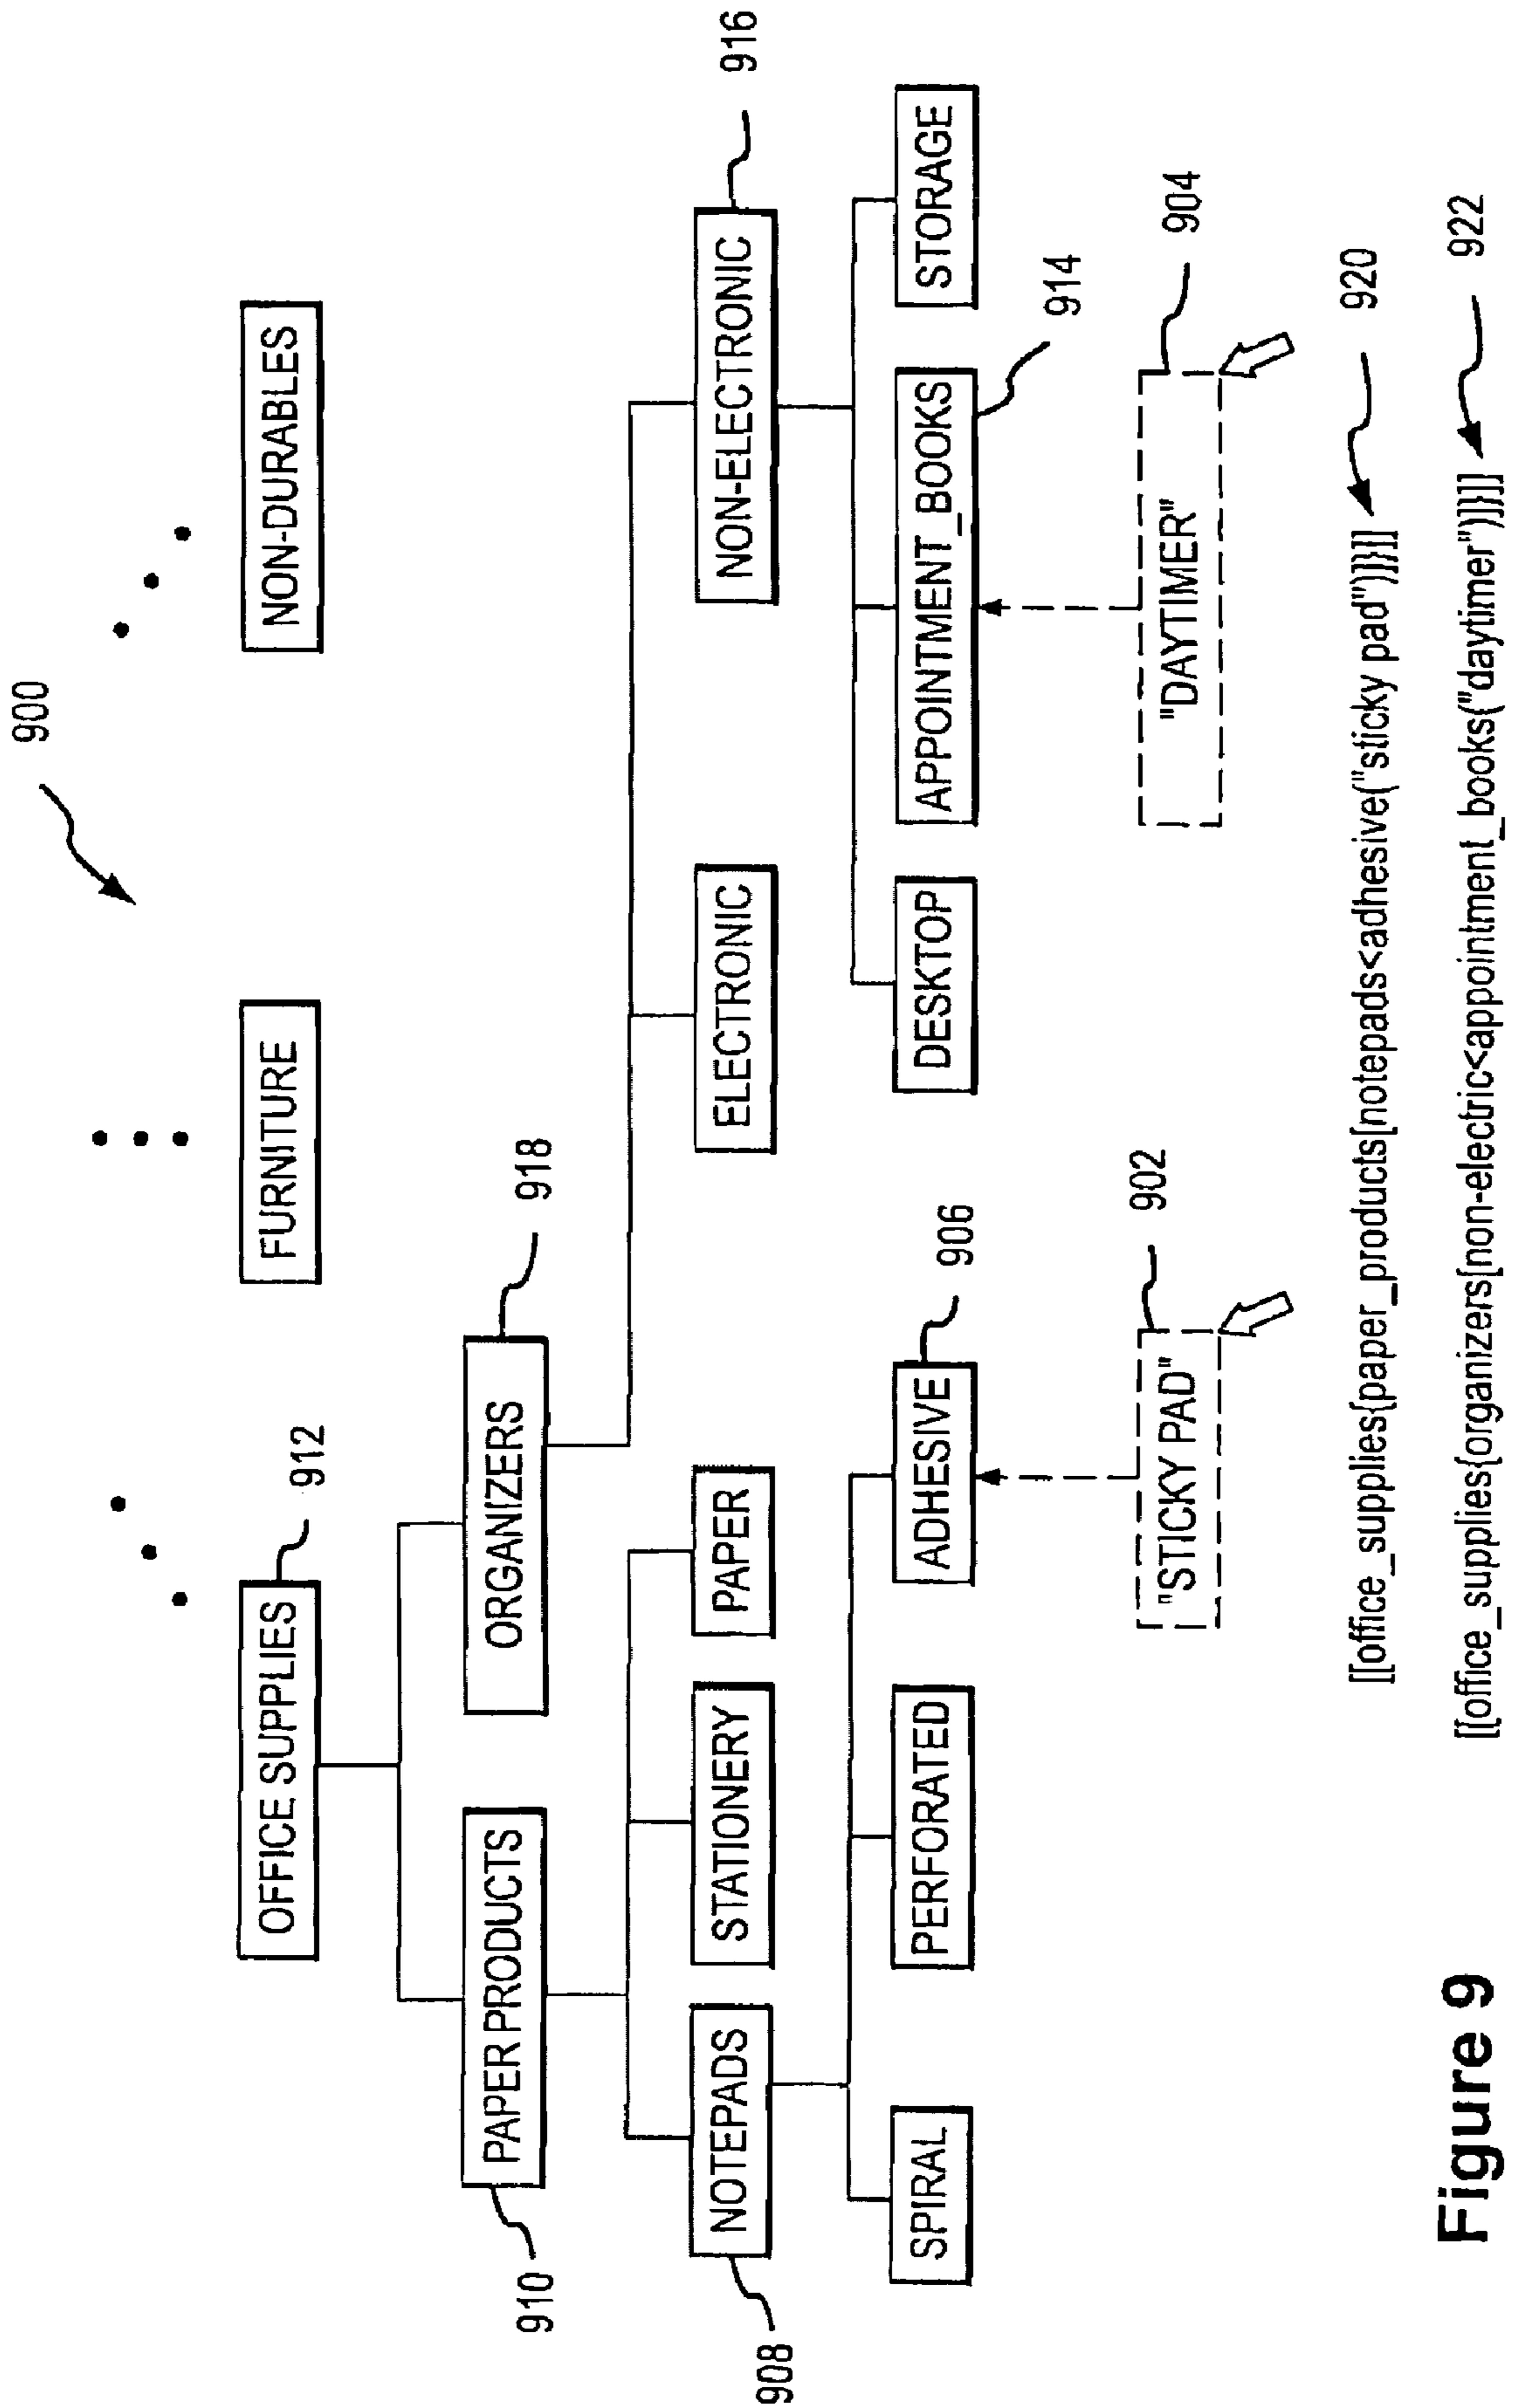 900
OFFICE SUPPLIES
912
FURNITURE
NON-DURABLES
910
PAPER PRODUCTS
ORGANIZERS
918
908
NOTEPADS
STATIONERY
PAPER
ELECTRONIC
NON-ELECTRONIC
916
SPIRAL
PERFORATED
ADHESIVE
906
DESKTOP
APPOINTMENT_BOOKS
914
STORAGE
"STICKY PAD"
902
"DAYTIMER"
904
[[office_supplies{paper_products[notepads<adhesive("sticky pad")]}]]
920
[[office_supplies{organizers[non-electric<appointment_books("daytimer")]}]]
922
Figure 9